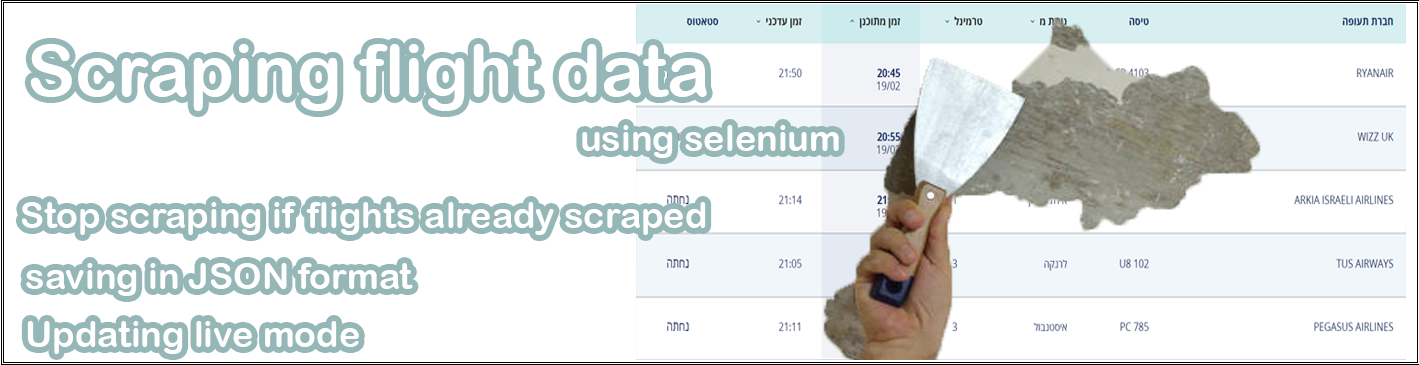 Scraping flight data
using selenium
Stop scraping if flights already scraped
saving in JSON format
Updating live mode
חברת תעופה טיסה מ טרמינל זמן מתוכנן זמן עדכני סטאטוס
RYANAIR 4103 20:45 21:50
19/02
WIZZ UK 20:55
ARKIA ISRAELI AIRLINES 21:14 נחתה
TUS AIRWAYS U8 102 לרנקה 3 21:05 נחתה
PEGASUS AIRLINES PC 785 איסטנבול 3 21:11 נחתה